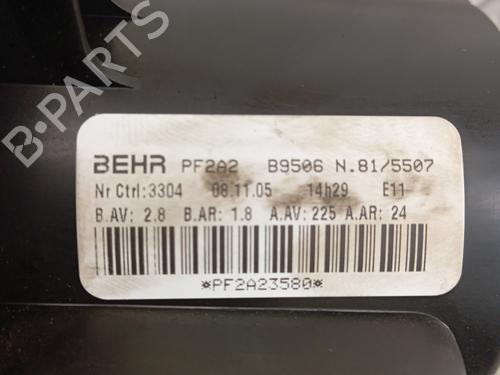 B-PARTS
BEHR PF2A2 B9506 N.81/5507
Nr Ctrl:3304 08.11.05 14h29 E11
B.AV: 2.8 B.AR: 1.8 A.AV: 225 A.AR: 24
*PF2A23580*